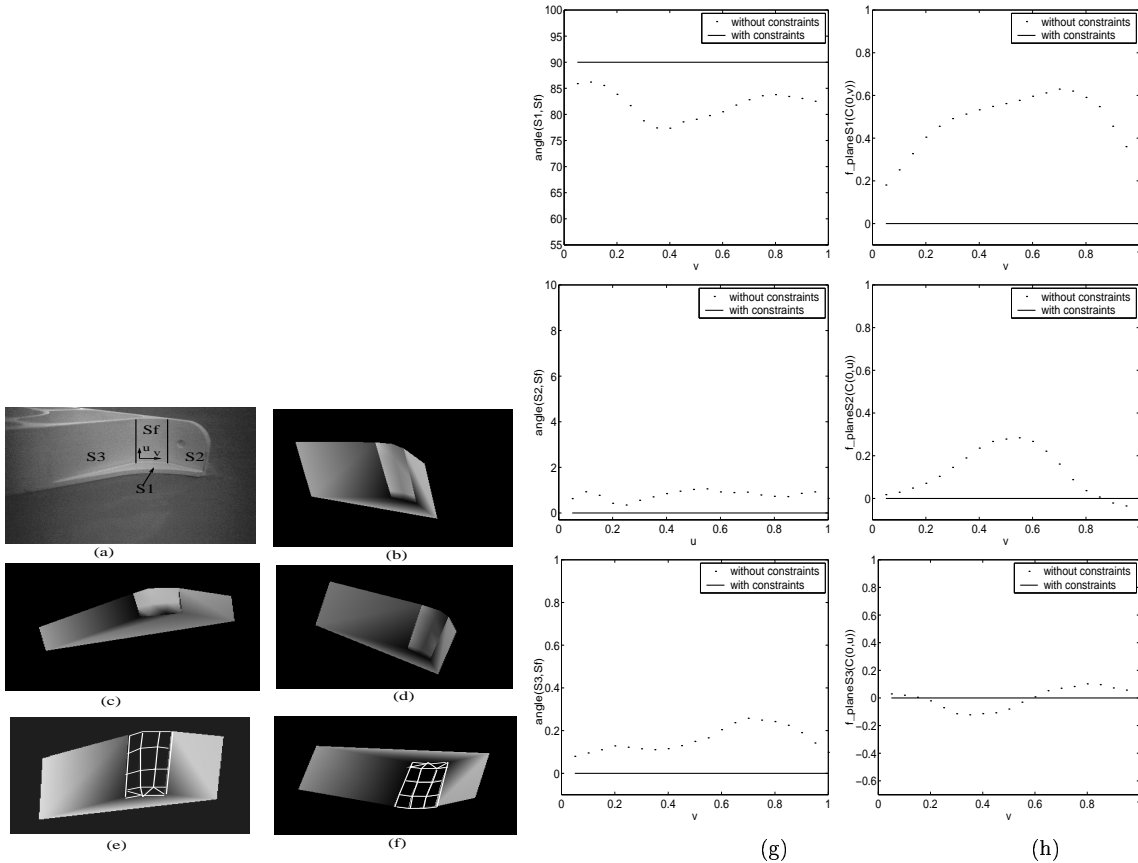 100
95
90
85
80
75
70
65
60
55
0
0.2
0.4
0.6
0.8
1
v
angle(S1,Sf)
without constraints
with constraints
1
0.8
0.6
0.4
0.2
0
0
0.2
0.4
0.6
0.8
1
v
f_planeS1(C(0,v))
without constraints
with constraints
10
8
6
4
2
0
0
0.2
0.4
0.6
0.8
1
u
angle(S2,Sf)
without constraints
with constraints
1
0.8
0.6
0.4
0.2
0
0
0.2
0.4
0.6
0.8
1
v
f_planeS2(C(0,u))
without constraints
with constraints
Sf
u
v
S3
S2
S1
(a)
(b)
(c)
(d)
(e)
(f)
1
0.8
0.6
0.4
0.2
0
0
0.2
0.4
0.6
0.8
1
v
angle(S3,Sf)
without constraints
with constraints
1
0.8
0.6
0.4
0.2
0
−0.2
−0.4
−0.6
0
0.2
0.4
0.6
0.8
1
v
f_planeS3(C(0,u))
without constraints
with constraints
(g)
(h)